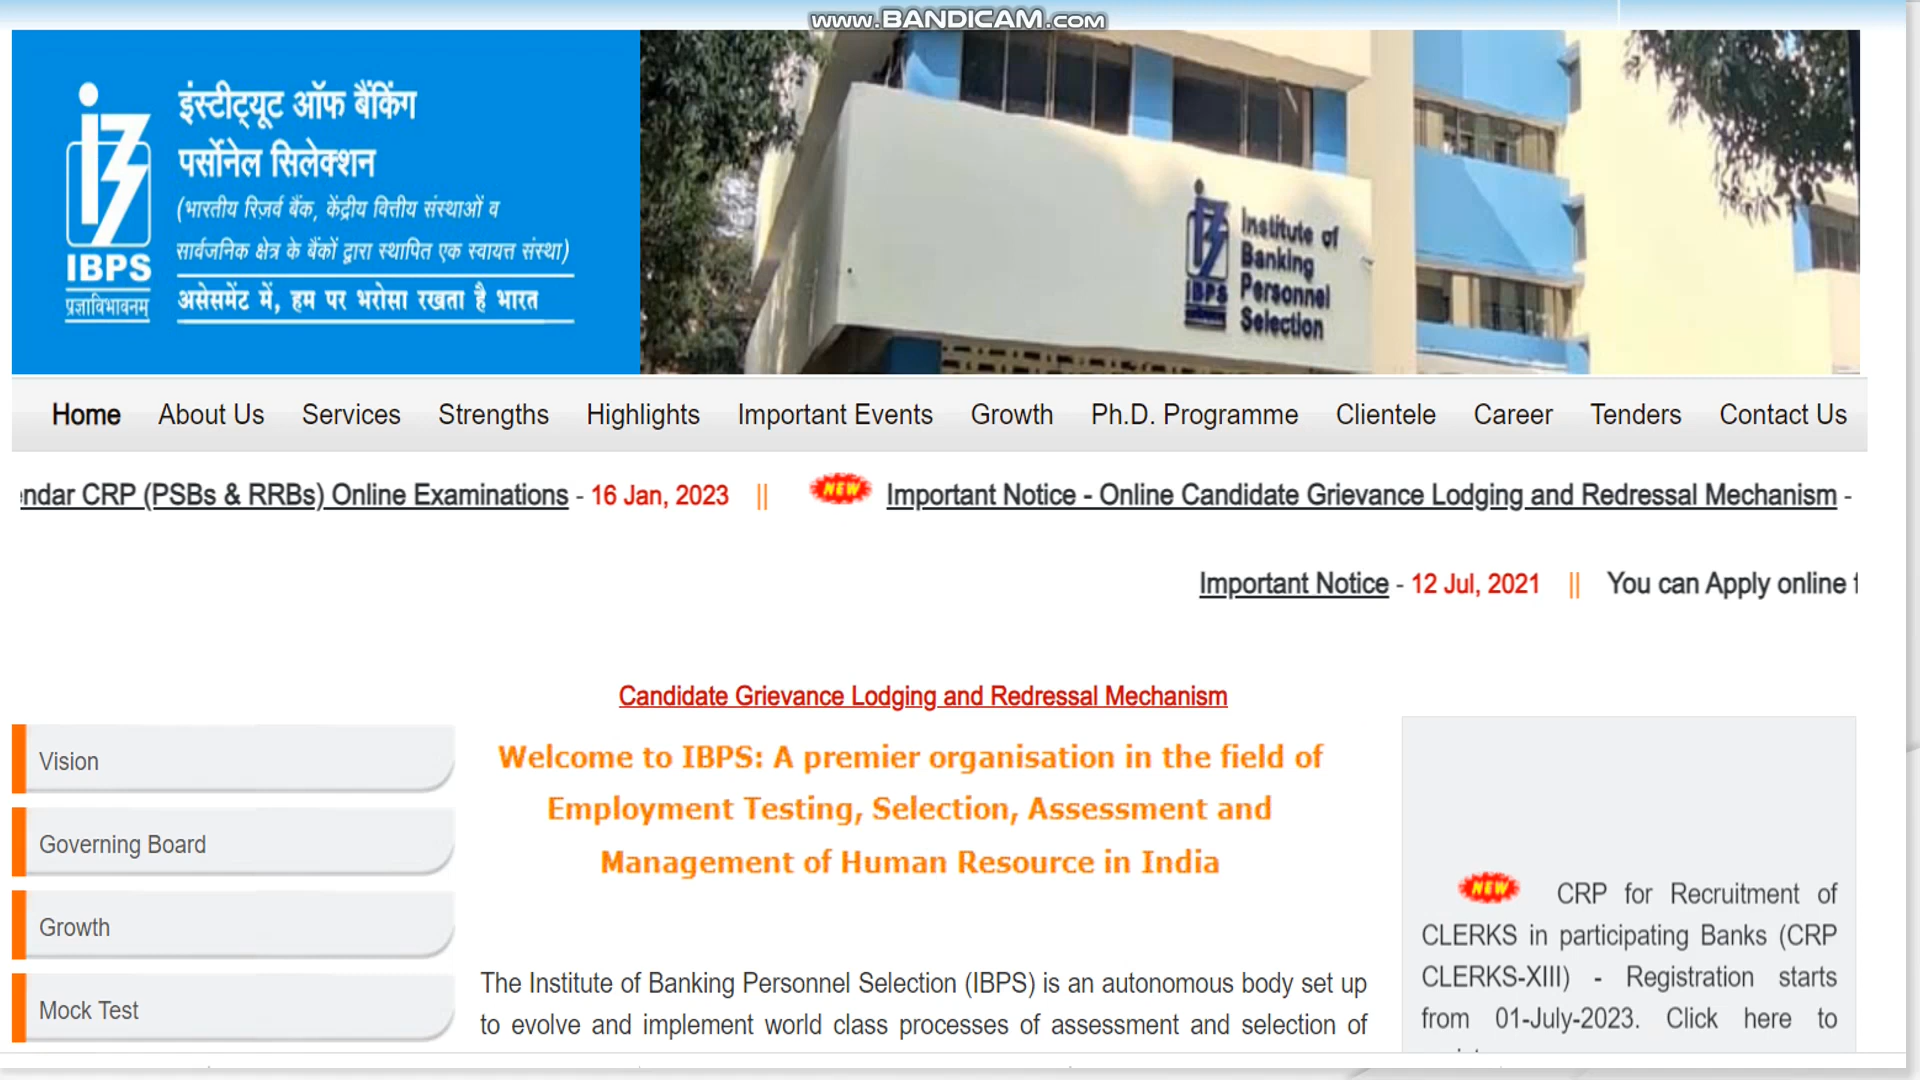 www.BANDICAM.com
इंस्टीट्यूट ऑफ बैंकिंग
पर्सोनेल सिलेक्शन
(भारतीय रिज़र्व बैंक, केंद्रीय वित्तीय संस्थाओं व
सार्वजनिक क्षेत्र के बैंकों द्वारा स्थापित एक स्वायत्त संस्था)
IBPS
प्रज्ञाविभावनम्
असेसमेंट में, हम पर भरोसा रखता है भारत
Institute of
Banking
Personnel
Selection
IBPS
Home About Us Services Strengths Highlights Important Events Growth Ph.D. Programme Clientele Career Tenders Contact Us
ndar CRP (PSBs & RRBs) Online Examinations - 16 Jan, 2023 || NEW Important Notice - Online Candidate Grievance Lodging and Redressal Mechanism -
Important Notice - 12 Jul, 2021 || You can Apply online
Candidate Grievance Lodging and Redressal Mechanism
Vision
Governing Board
Growth
Mock Test
Welcome to IBPS: A premier organisation in the field of
Employment Testing, Selection, Assessment and
Management of Human Resource in India
The Institute of Banking Personnel Selection (IBPS) is an autonomous body set up
to evolve and implement world class processes of assessment and selection of
NEW CRP for Recruitment of
CLERKS in participating Banks (CRP
CLERKS-XIII) - Registration starts
from 01-July-2023. Click here to